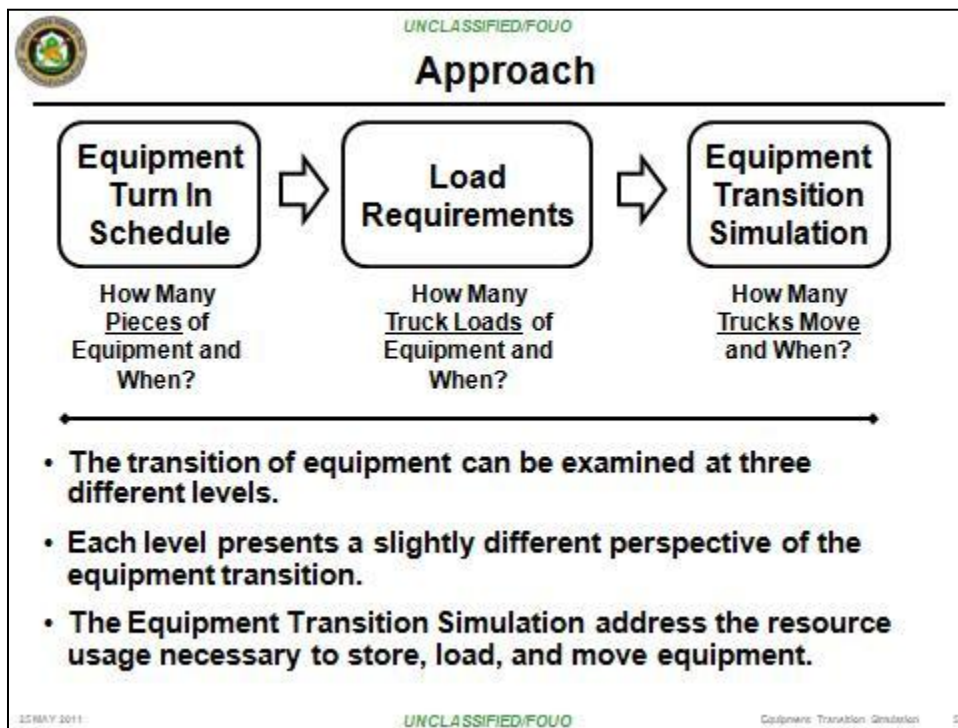 UNCLASSIFIED/FOUO
Approach
Equipment
Turn In
Schedule
Load
Requirements
Equipment
Transition
Simulation
How Many
Pieces of
Equipment and
When?
How Many
Truck Loads of
Equipment and
When?
How Many
Trucks Move
and When?
• The transition of equipment can be examined at three
different levels.
• Each level presents a slightly different perspective of the
equipment transition.
• The Equipment Transition Simulation address the resource
usage necessary to store, load, and move equipment.
25 MAY 2011
UNCLASSIFIED/FOUO
Equipment Transition Simulation